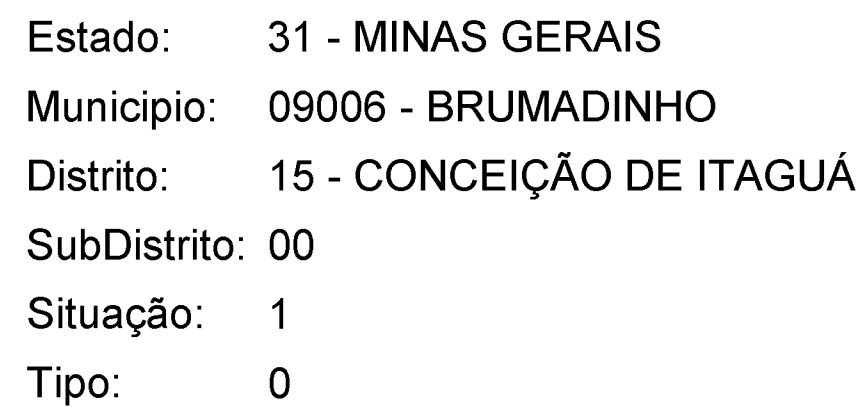 Estado: 31 - MINAS GERAIS
Municipio: 09006 - BRUMADINHO
Distrito: 15 - CONCEIÇÃO DE ITAGUÁ
SubDistrito: 00
Situação: 1
Tipo: 0